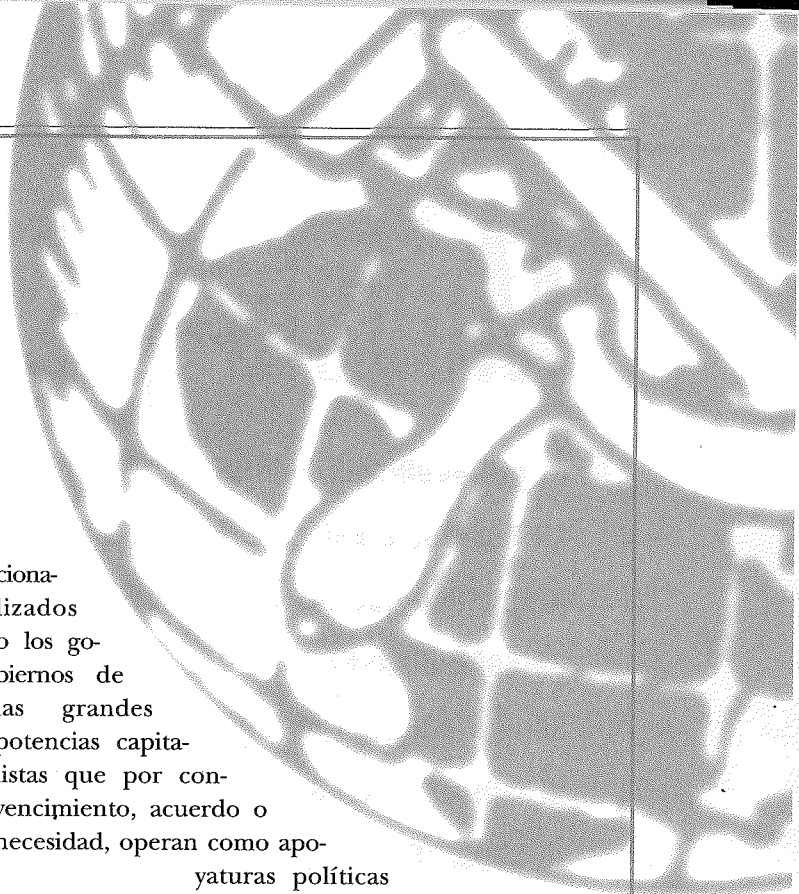 ciona-
lizados
o los go-
biernos de
las grandes
potencias capita-
listas que por con-
vencimiento, acuerdo o
necesidad, operan como apo-
yaturas políticas